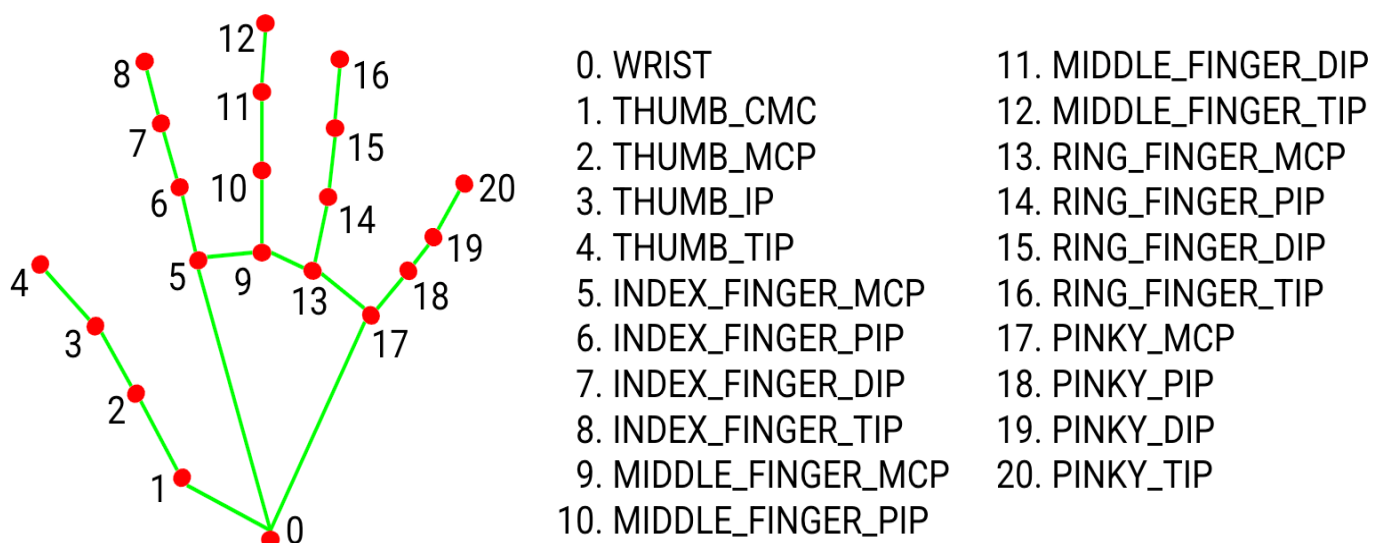 12
8
16
11
7
15
10
6
20
14
19
5
9
4
13
18
3
17
2
1
0
0. WRIST
1. THUMB_CMC
2. THUMB_MCP
3. THUMB_IP
4. THUMB_TIP
5. INDEX_FINGER_MCP
6. INDEX_FINGER_PIP
7. INDEX_FINGER_DIP
8. INDEX_FINGER_TIP
9. MIDDLE_FINGER_MCP
10. MIDDLE_FINGER_PIP
11. MIDDLE_FINGER_DIP
12. MIDDLE_FINGER_TIP
13. RING_FINGER_MCP
14. RING_FINGER_PIP
15. RING_FINGER_DIP
16. RING_FINGER_TIP
17. PINKY_MCP
18. PINKY_PIP
19. PINKY_DIP
20. PINKY_TIP